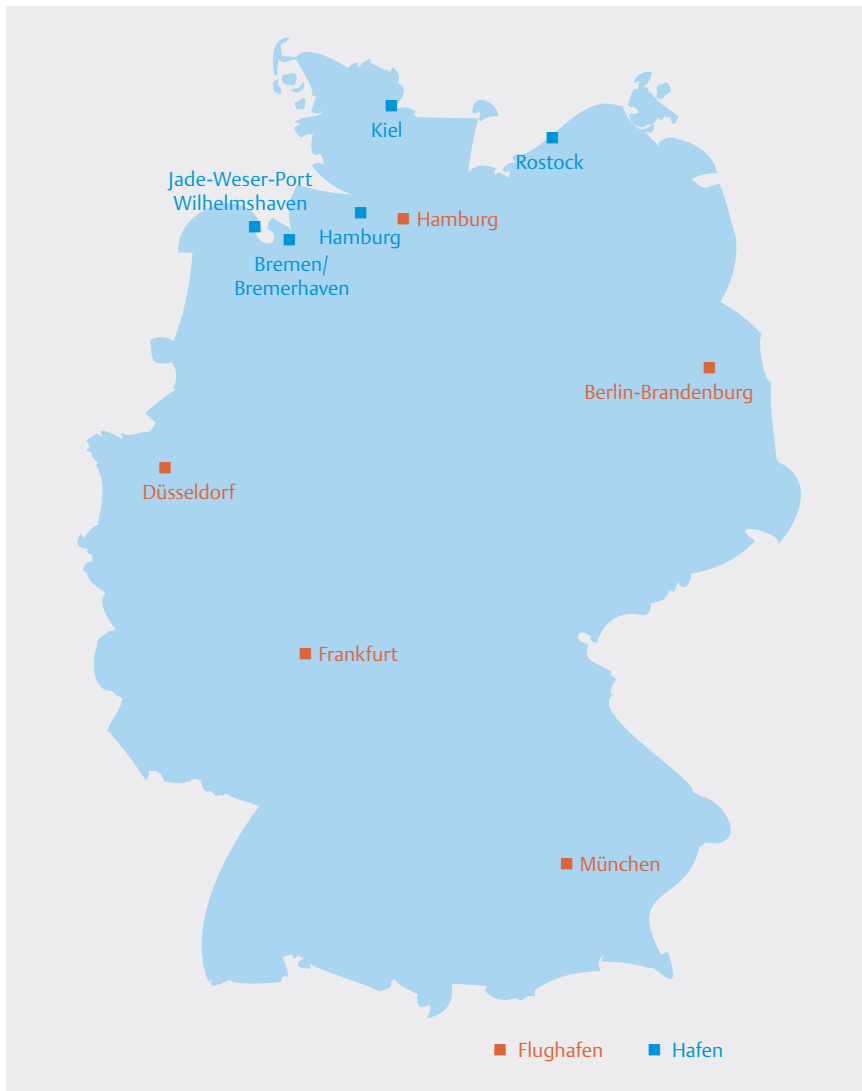 Kiel
Rostock
Jade-Weser-Port
Wilhelmshaven
Hamburg
Hamburg
Bremen/
Bremerhaven
Berlin-Brandenburg
Düsseldorf
Frankfurt
München
Flughafen
Hafen